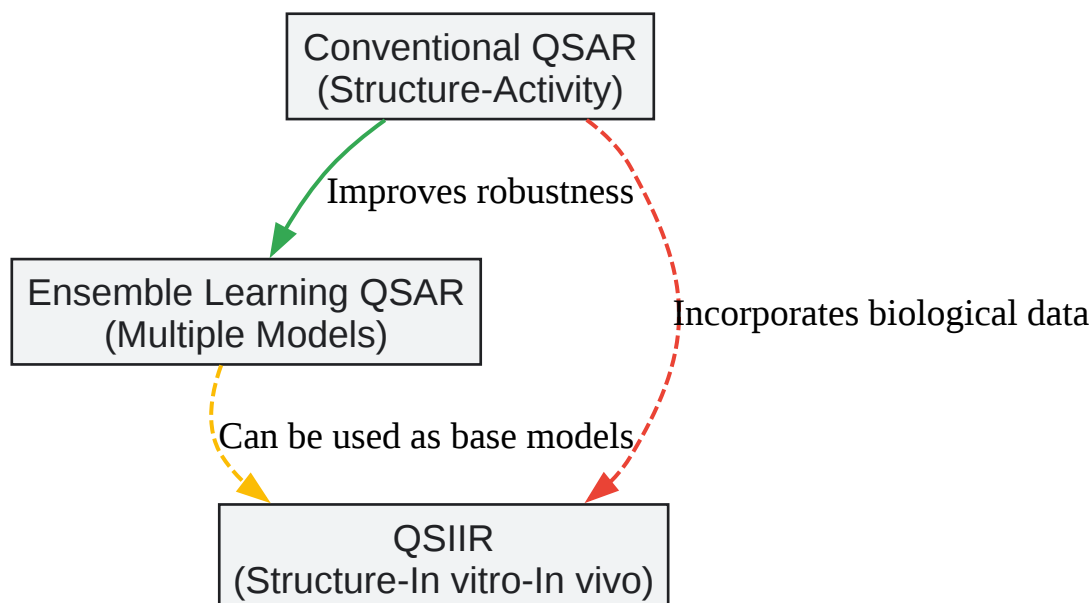 Conventional QSAR
(Structure-Activity)
Improves robustness
Ensemble Learning QSAR
(Multiple Models)
Incorporates biological data
Can be used as base models
QSIIR
(Structure-In vitro-In vivo)